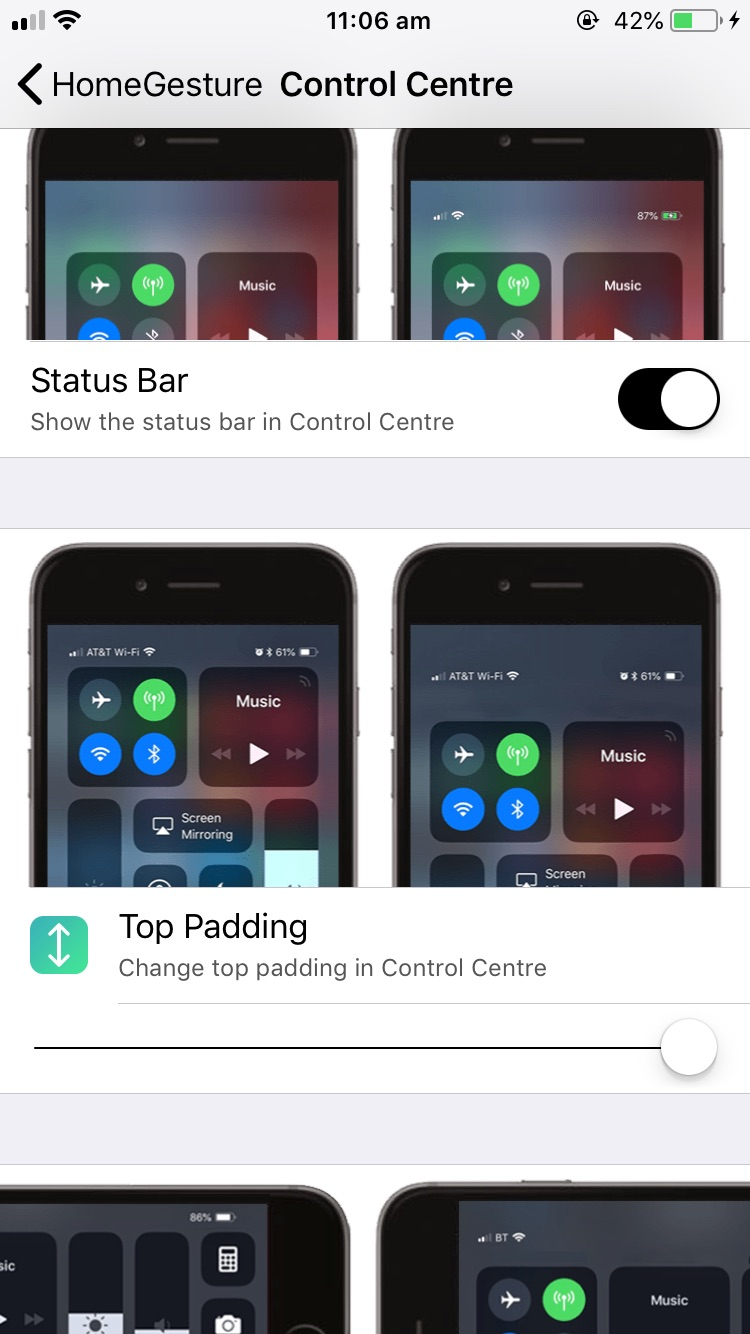 11:06 am 42%
HomeGesture Control Centre
87%
Music Music
Status Bar
Show the status bar in Control Centre
AT&T Wi-Fi 61%
AT&T Wi-Fi 61%
Music
Music
Screen
Mirroring
Screen
Top Padding
Change top padding in Control Centre
86%
BT
sic
Music